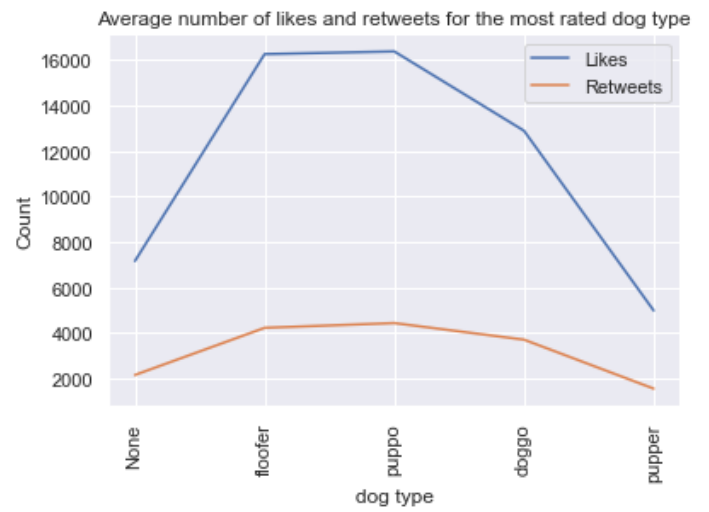 Average number of likes and retweets for the most rated dog type
Likes
Retweets
Count
16000
14000
12000
10000
8000
6000
4000
2000
None
floofer
puppo
doggo
pupper
dog type